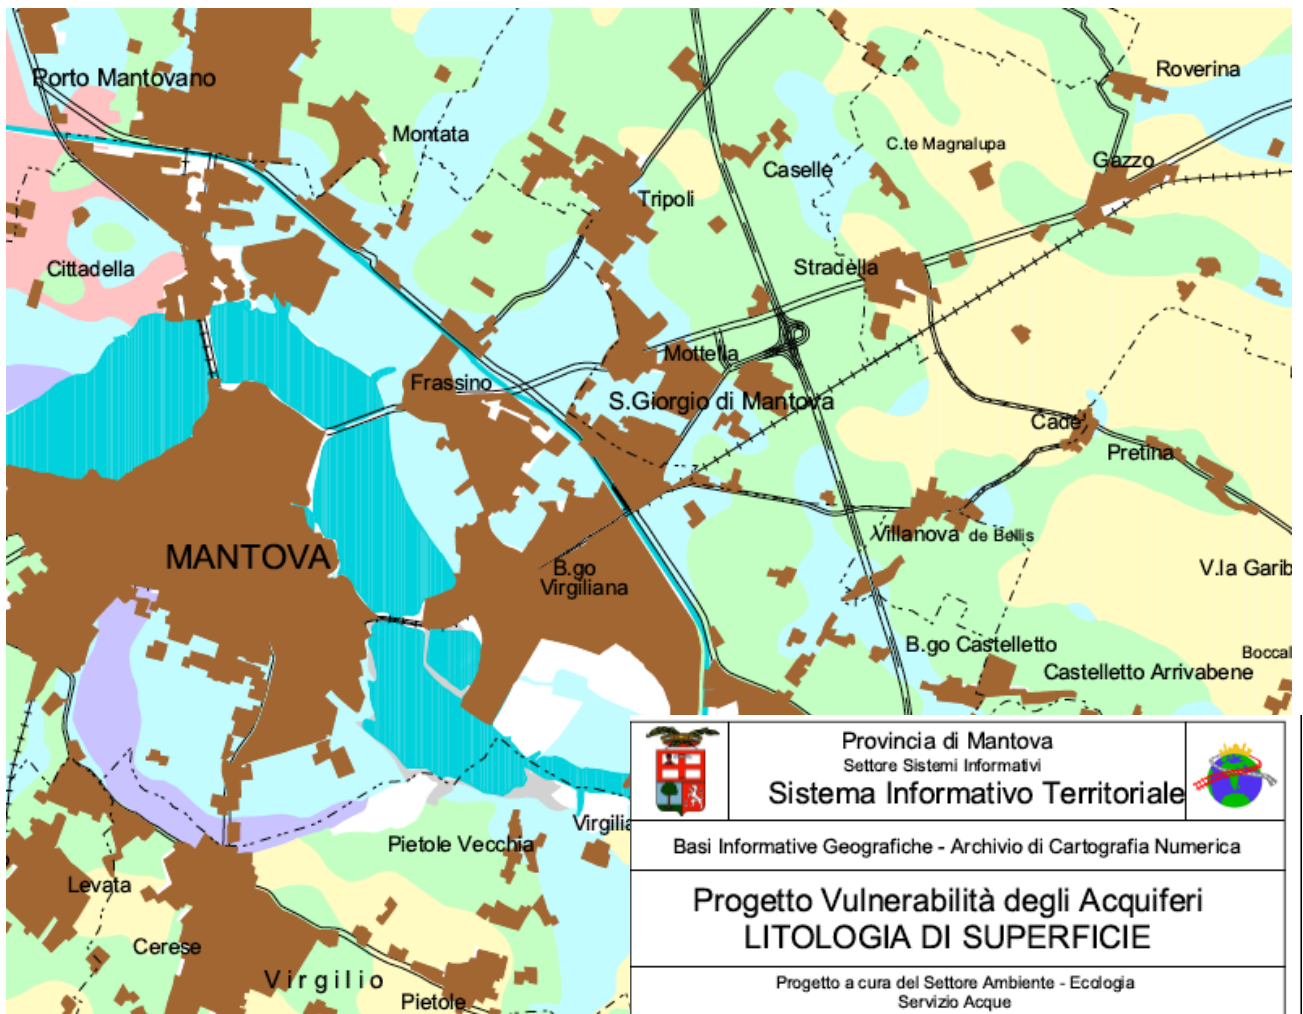 Porto Mantovano
Roverina
Montata
C.te Magnalupa
Gazzo
Caselle
Tripoli
Cittadella
Stradella
Mottella
Frassino
S.Giorgio di Mantova
Cadè
Pretina
Villanova de Bellis
MANTOVA
B.go
Virgiliana
V.la Garib
B.go Castelletto
Boccal
Castelletto Arrivabene
Provincia di Mantova
Settore Sistemi Informativi
Sistema Informativo Territoriale
Virgilia
Pietole Vecchia
Basi Informative Geografiche - Archivio di Cartografia Numerica
Levata
Progetto Vulnerabilità degli Acquiferi
LITOLOGIA DI SUPERFICIE
Cerese
Virgilio
Pietole
Progetto a cura del Settore Ambiente - Ecologia
Servizio Acque